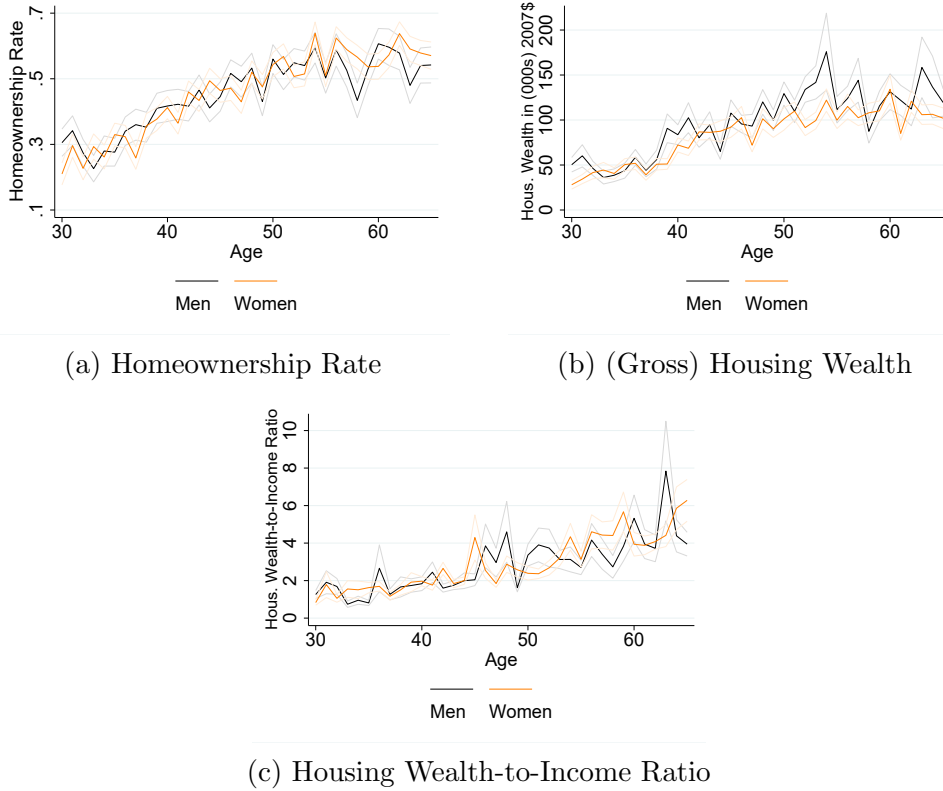 Homeownership Rate
.7
.5
.3
.1
30 40 50 60
Age
Men Women
(a) Homeownership Rate
Hous. Wealth in (000s) 2007$
200
150
100
50
0
30 40 50 60
Age
Men Women
(b) (Gross) Housing Wealth
Hous. Wealth-to-Income Ratio
10
8
6
4
2
0
30 40 50 60
Age
Men Women
(c) Housing Wealth-to-Income Ratio